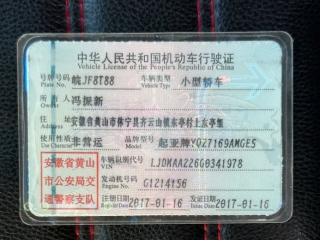 中华人民共和国机动车行驶证
Vehicle License of the People's Republic of China
号牌号码 皖JF8T88 车辆类型 小型轿车
Plate No. Vehicle Type
所有人 冯振新
Owner
住址 安徽省黄山市休宁县齐云山镇东亭村上东亭组
Address
使用性质 非营运 品牌型号 起亚牌YQZ7169AMGE5
Use Character Model
安徽省黄山
市公安局交
通警察支队
车辆识别代号 LJDMAA226G0341978
VIN
发动机号码 G1214156
Engine No.
注册日期 2017-01-16 发证日期 2017-01-16
Register Date Issue Date